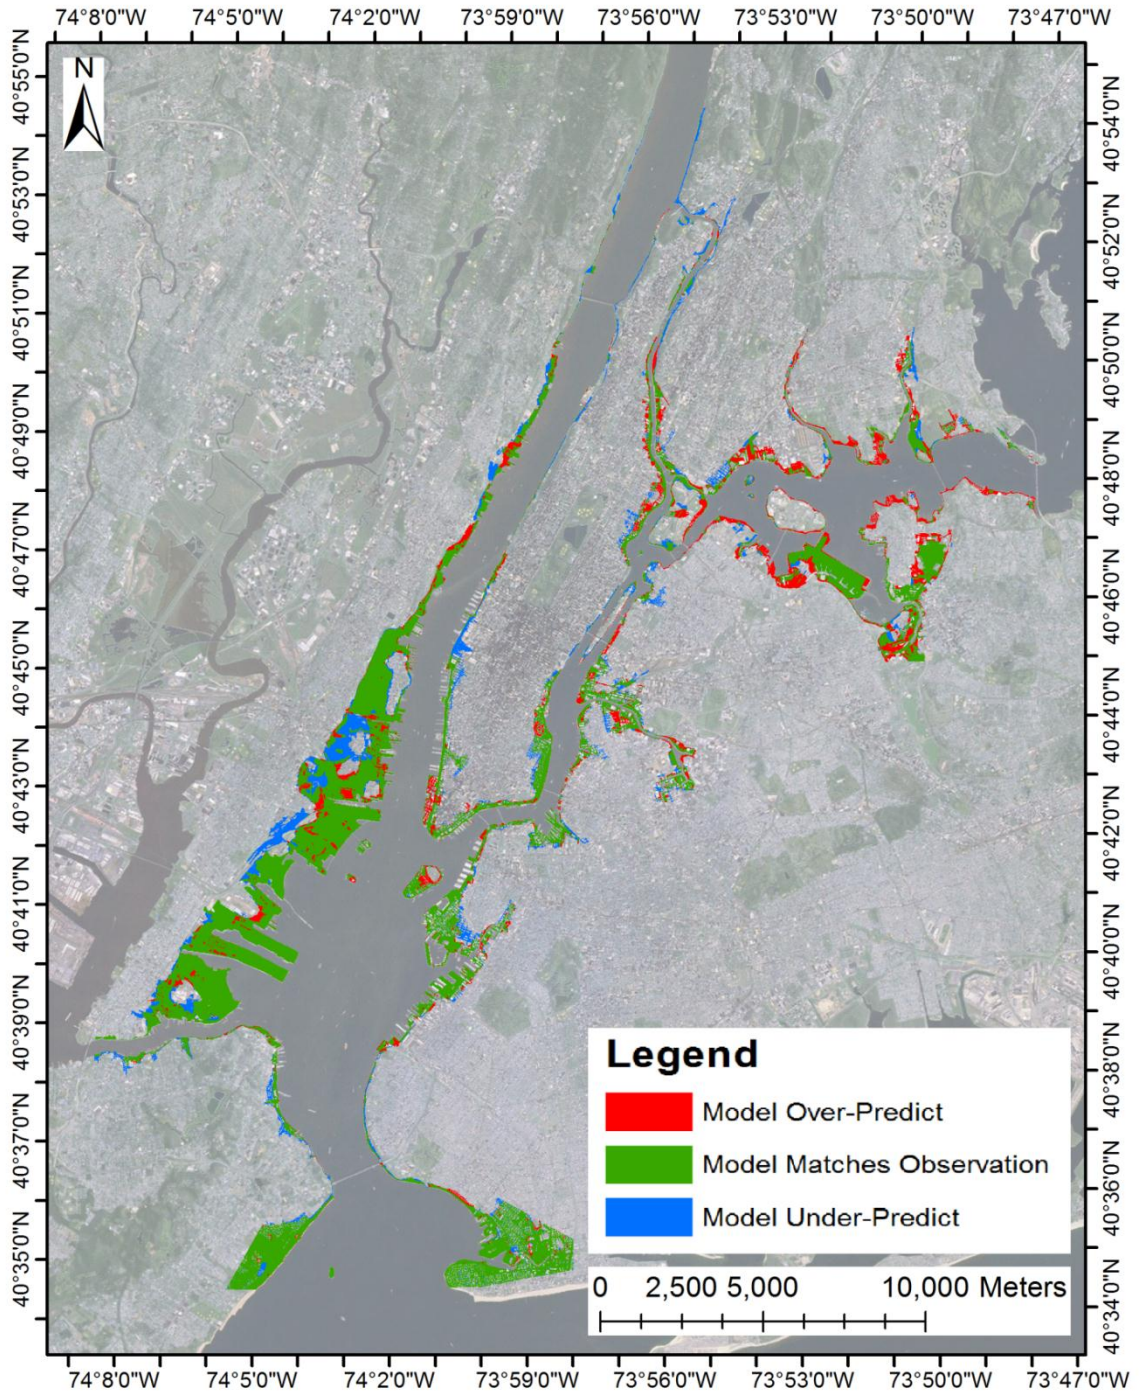 74°8'0"W 74°5'0"W 74°2'0"W 73°59'0"W 73°56'0"W 73°53'0"W 73°50'0"W 73°47'0"W
N
40°55'0"N
40°53'0"N
40°51'0"N
40°49'0"N
40°47'0"N
40°45'0"N
40°43'0"N
40°41'0"N
40°39'0"N
40°37'0"N
40°35'0"N
40°54'0"N
40°52'0"N
40°50'0"N
40°48'0"N
40°46'0"N
40°44'0"N
40°42'0"N
40°40'0"N
40°38'0"N
40°36'0"N
40°34'0"N
Legend
Model Over-Predict
Model Matches Observation
Model Under-Predict
0 2,500 5,000 10,000 Meters
74°8'0"W 74°5'0"W 74°2'0"W 73°59'0"W 73°56'0"W 73°53'0"W 73°50'0"W